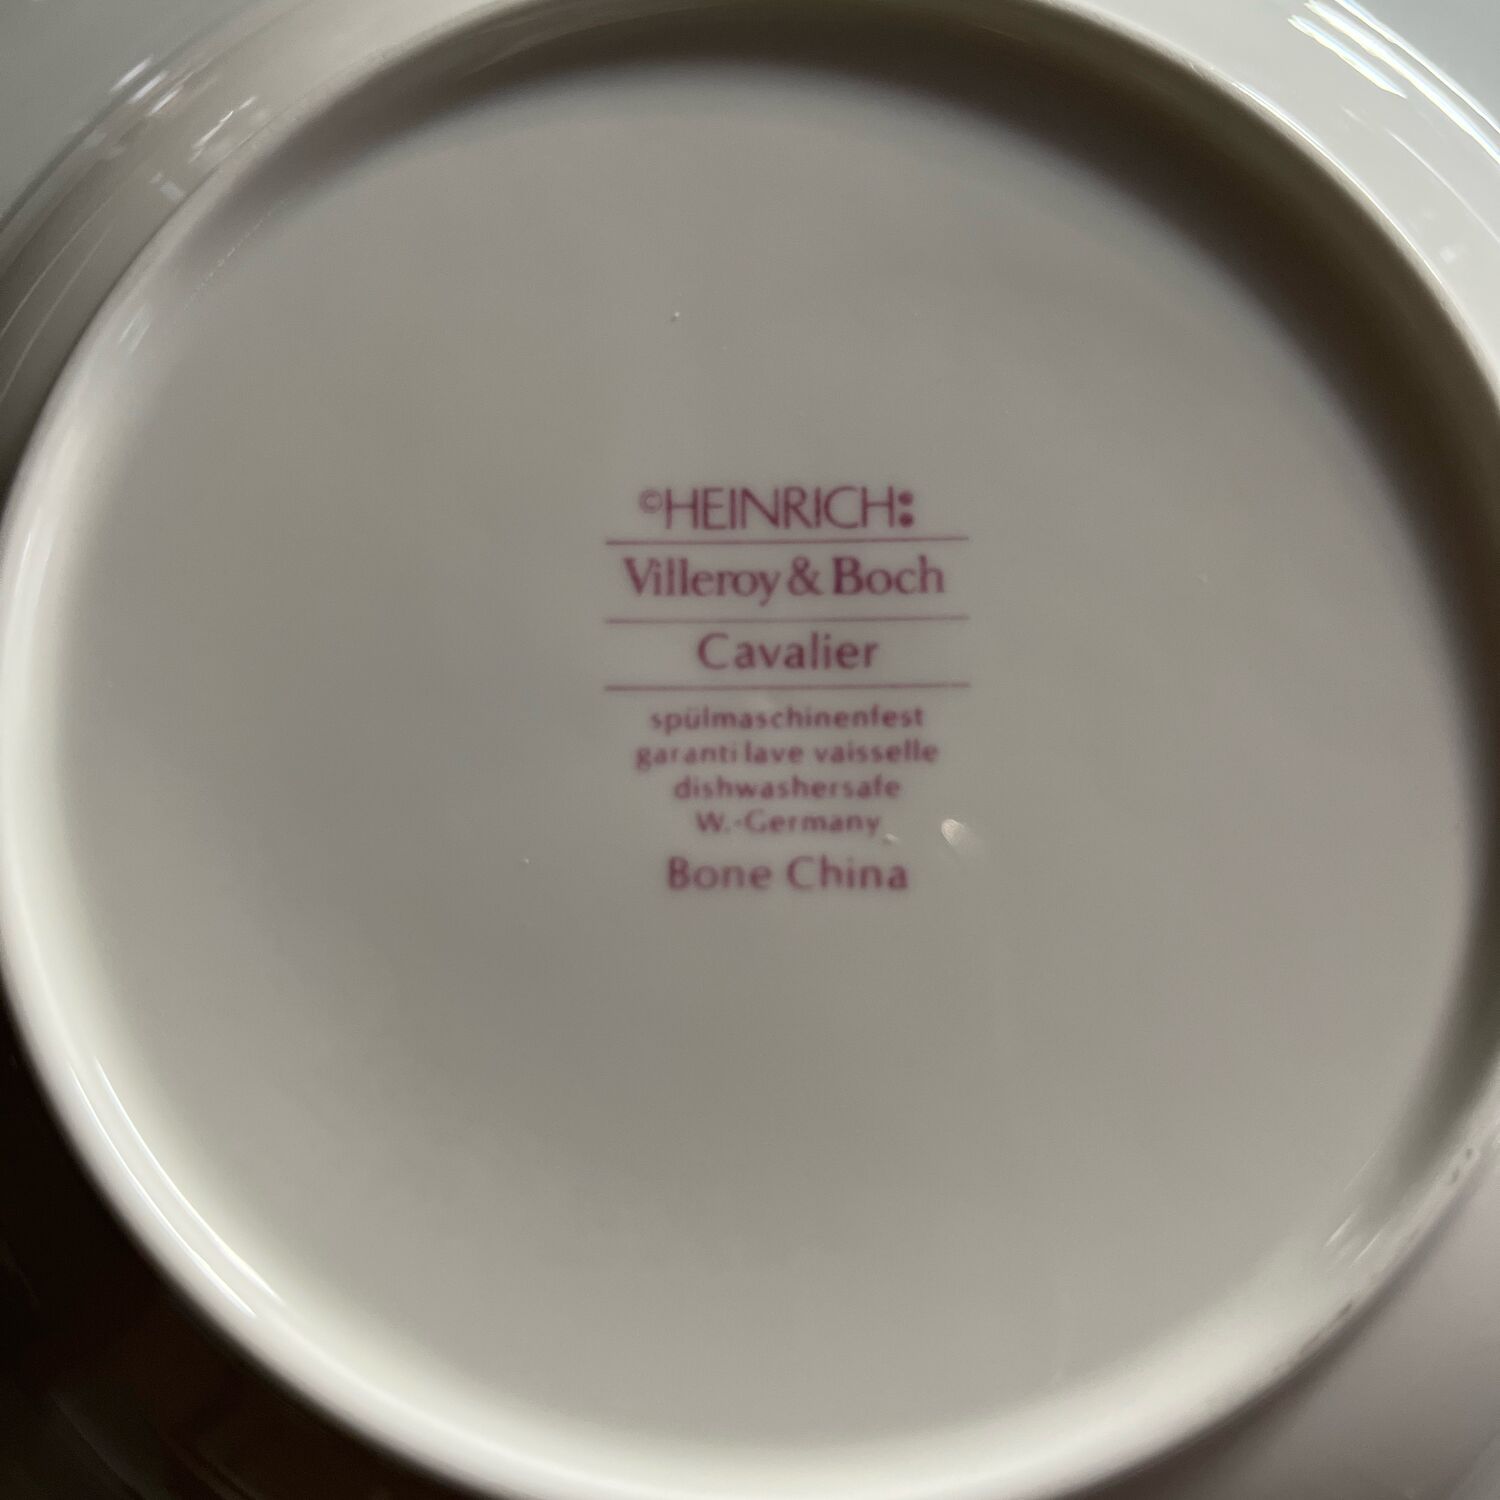 ©HEINRICH:
Villeroy & Boch
Cavalier
spülmaschinenfest
garanti lave vaisselle
dishwashersafe
W.-Germany
Bone China